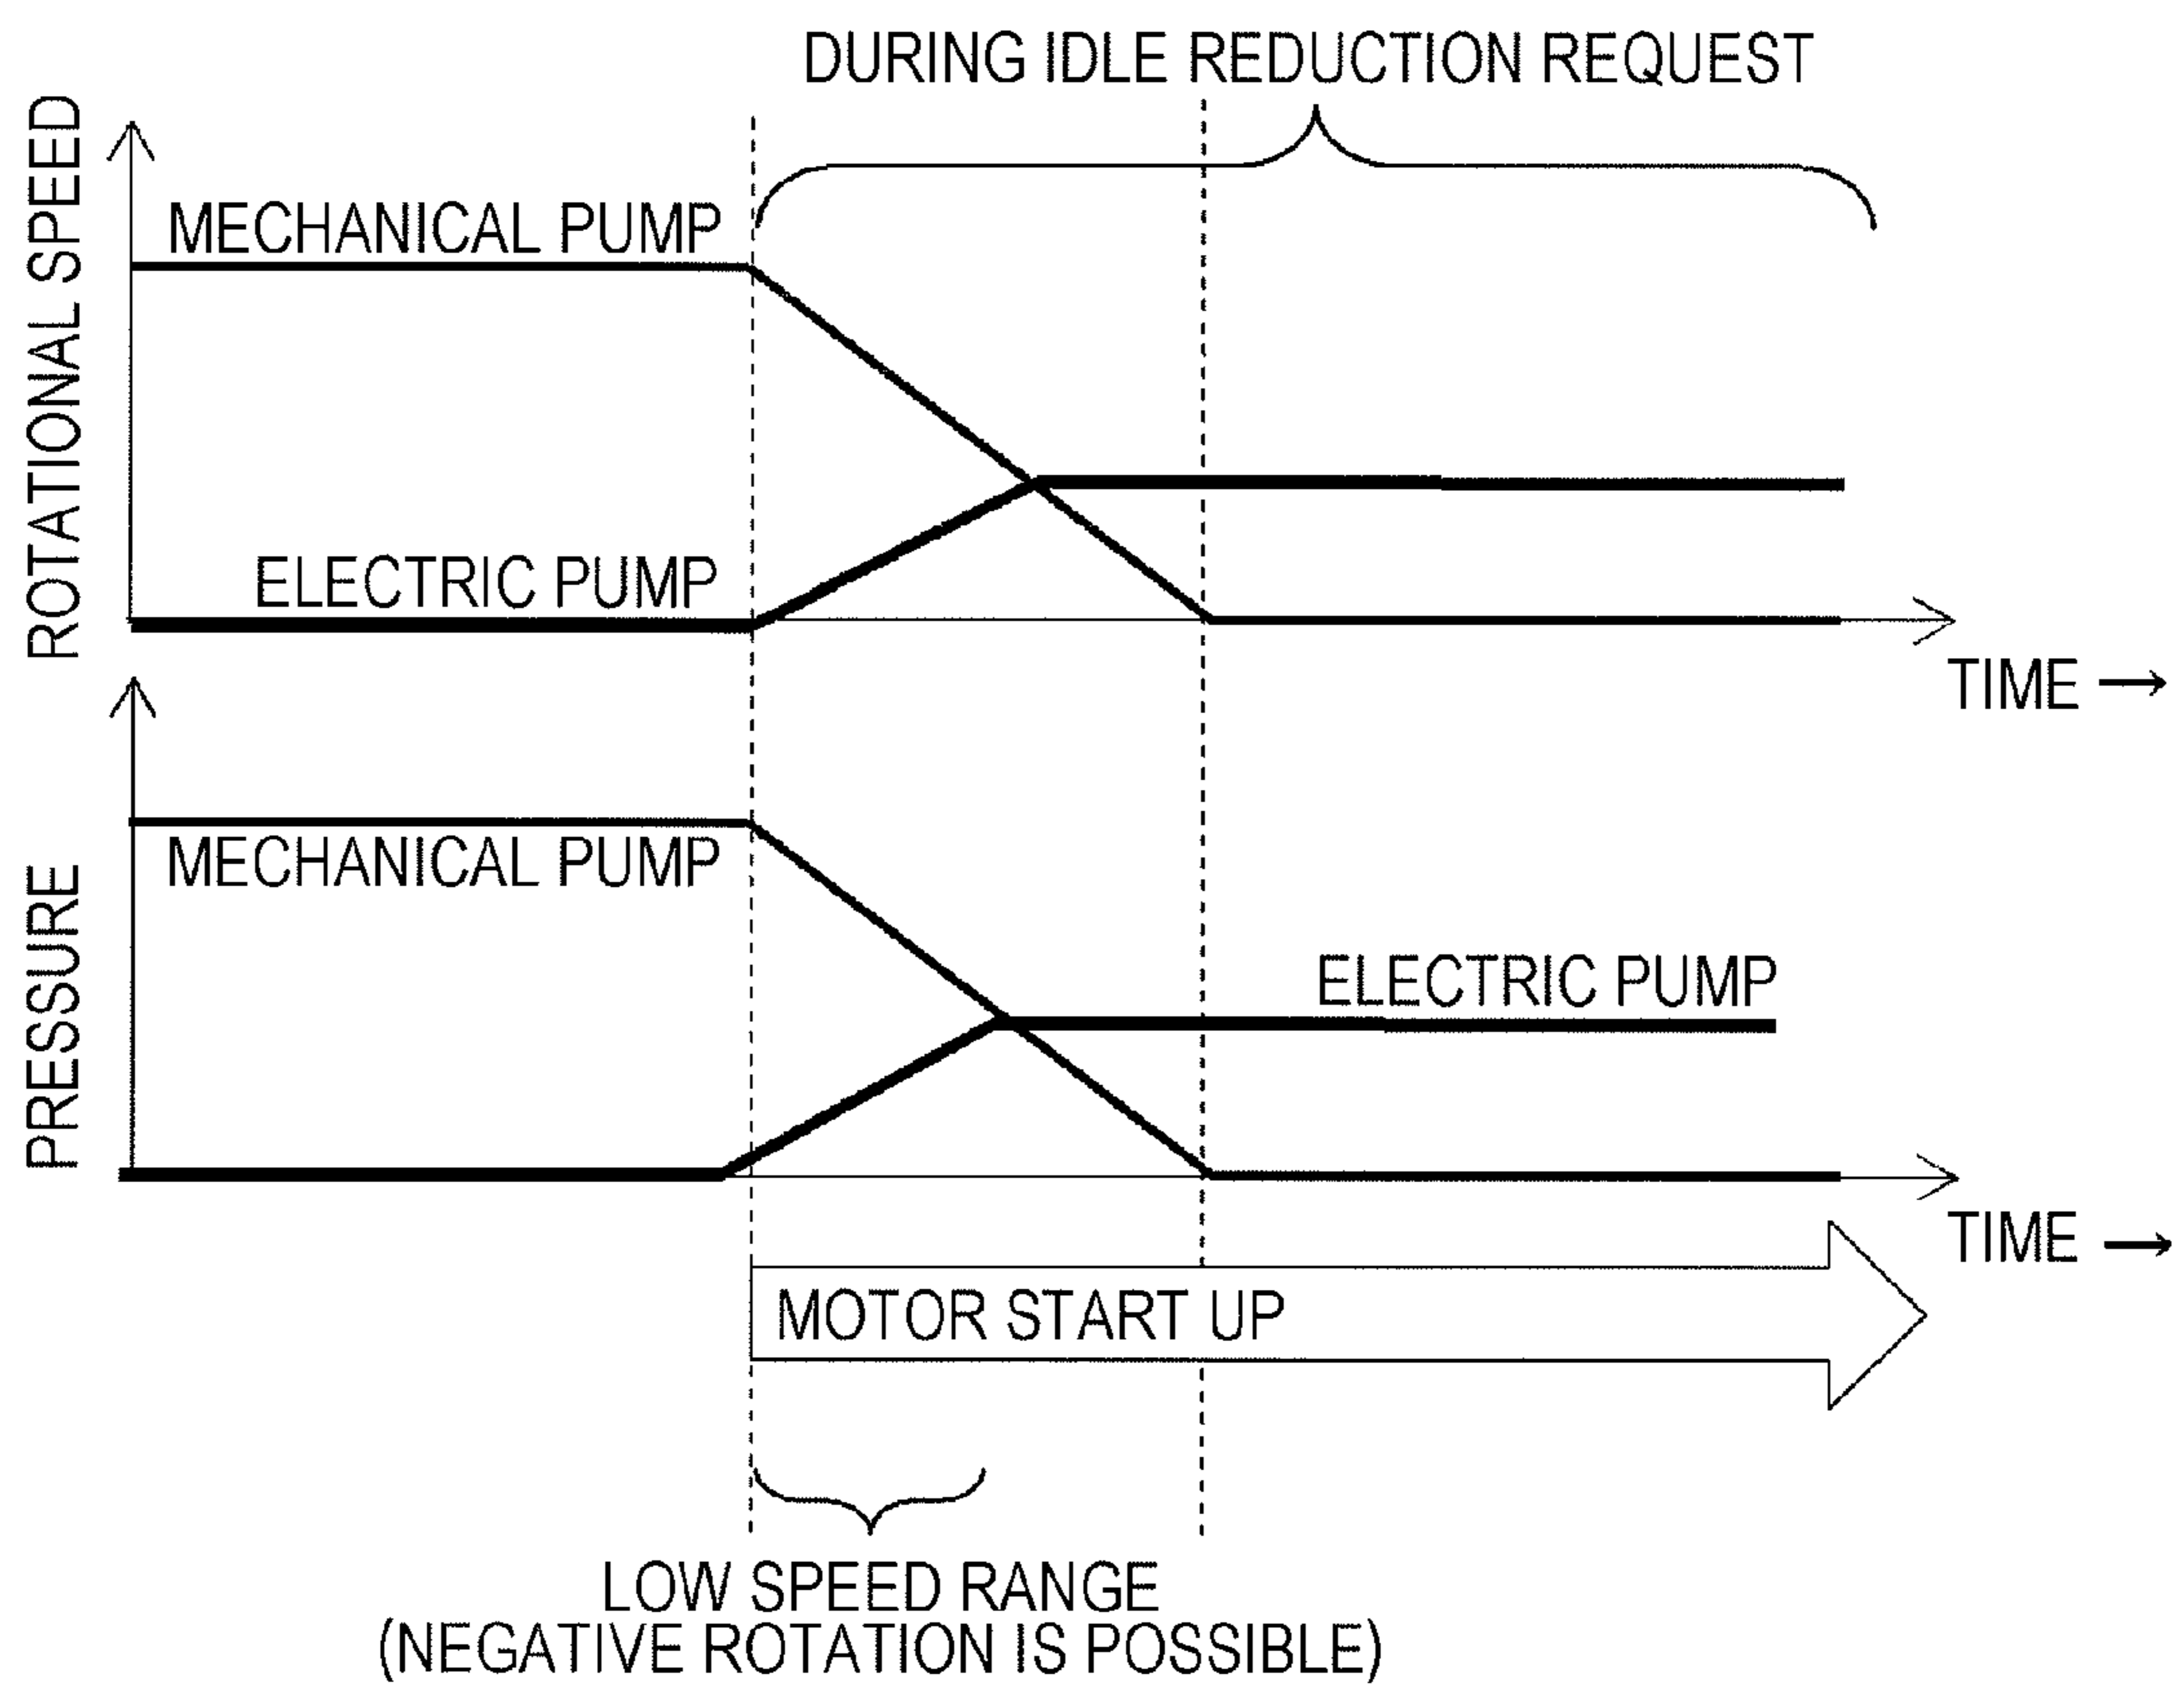 DURING IDLE REDUCTION REQUEST
ROTATIONAL SPEED
MECHANICAL PUMP
ELECTRIC PUMP
TIME →
PRESSURE
MECHANICAL PUMP
ELECTRIC PUMP
TIME →
MOTOR START UP
LOW SPEED RANGE
(NEGATIVE ROTATION IS POSSIBLE)